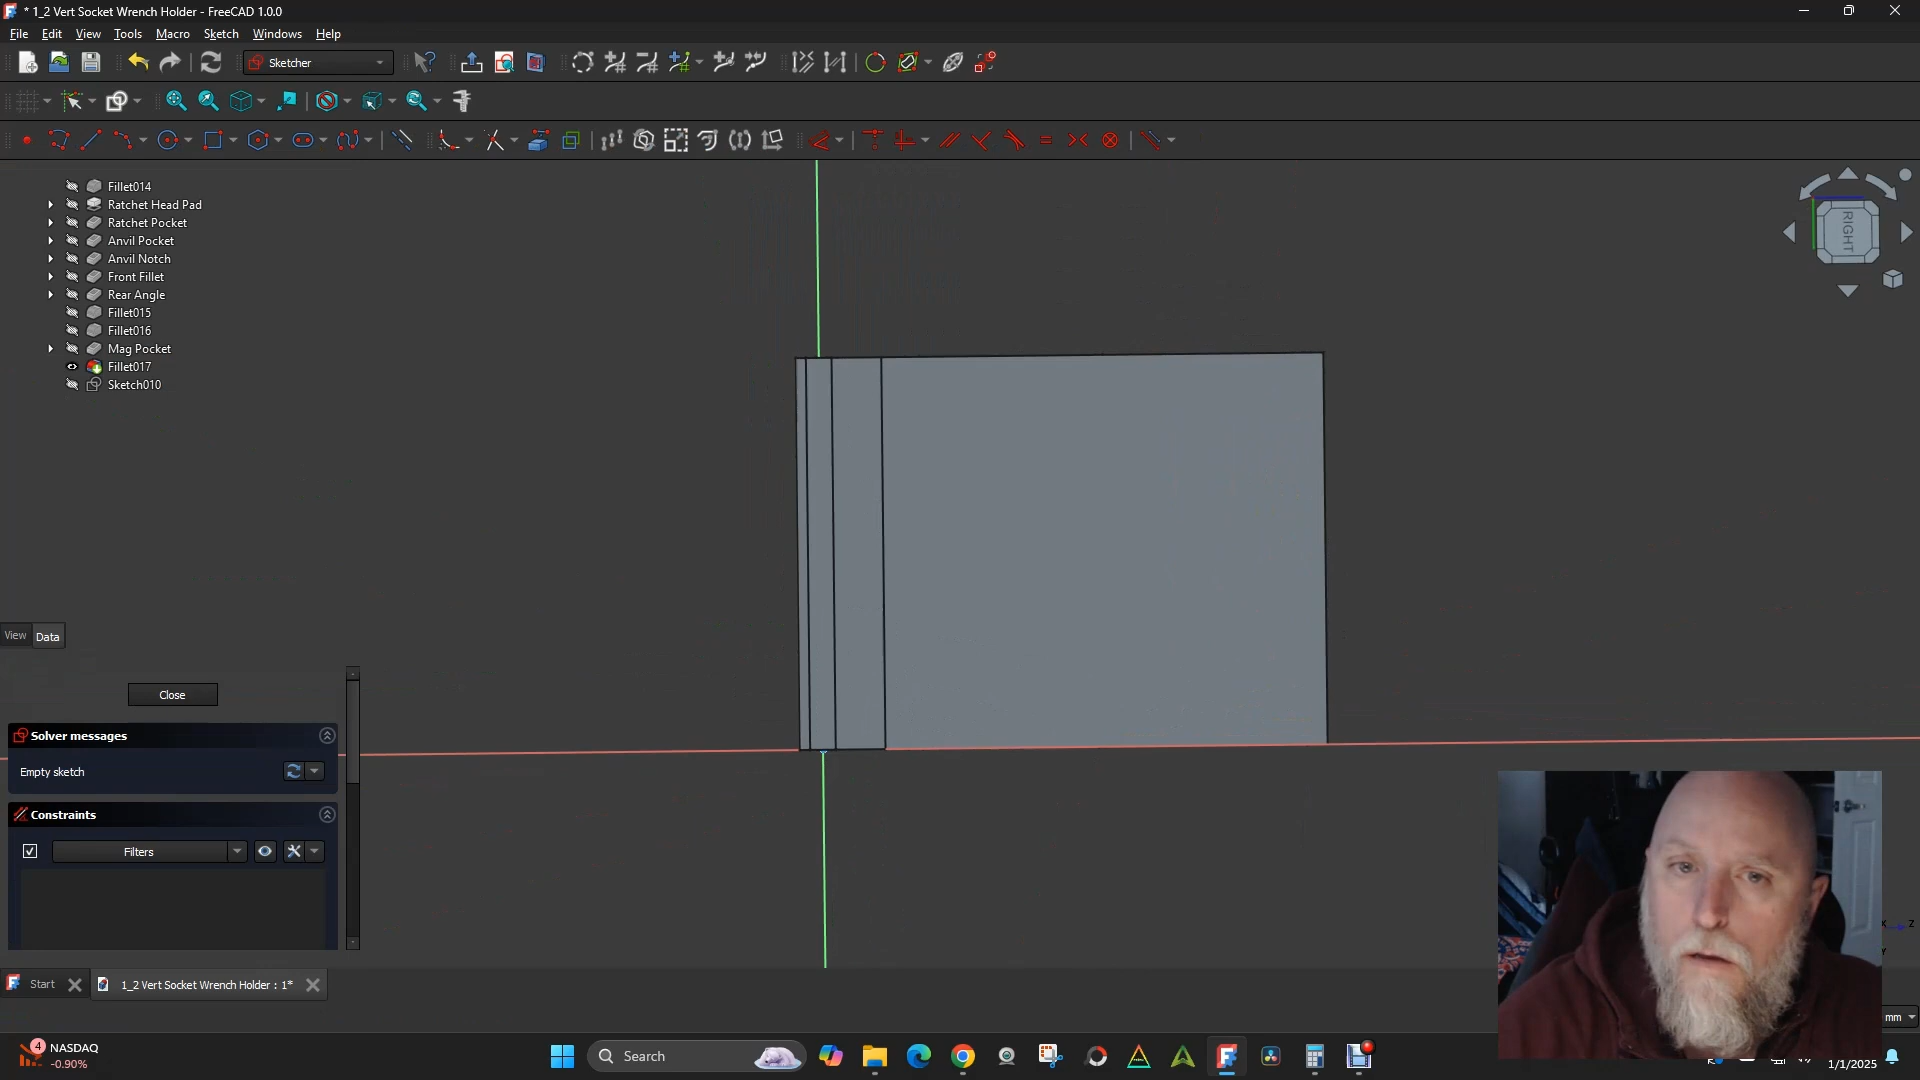 * 1_2 Vert Socket Wrench Holder - FreeCAD 1.0.0
File Edit View Tools Macro Sketch Windows Help
Sketcher
Fillet014
Ratchet Head Pad
Ratchet Pocket
Anvil Pocket
Anvil Notch
Front Fillet
Rear Angle
Fillet015
Fillet016
Mag Pocket
Fillet017
Sketch010
RIGHT
View Data
Close
Solver messages
Empty sketch
Constraints
Filters
Z
Start
1_2 Vert Socket Wrench Holder : 1*
mm
4
NASDAQ
-0.90%
Search
1/1/2025